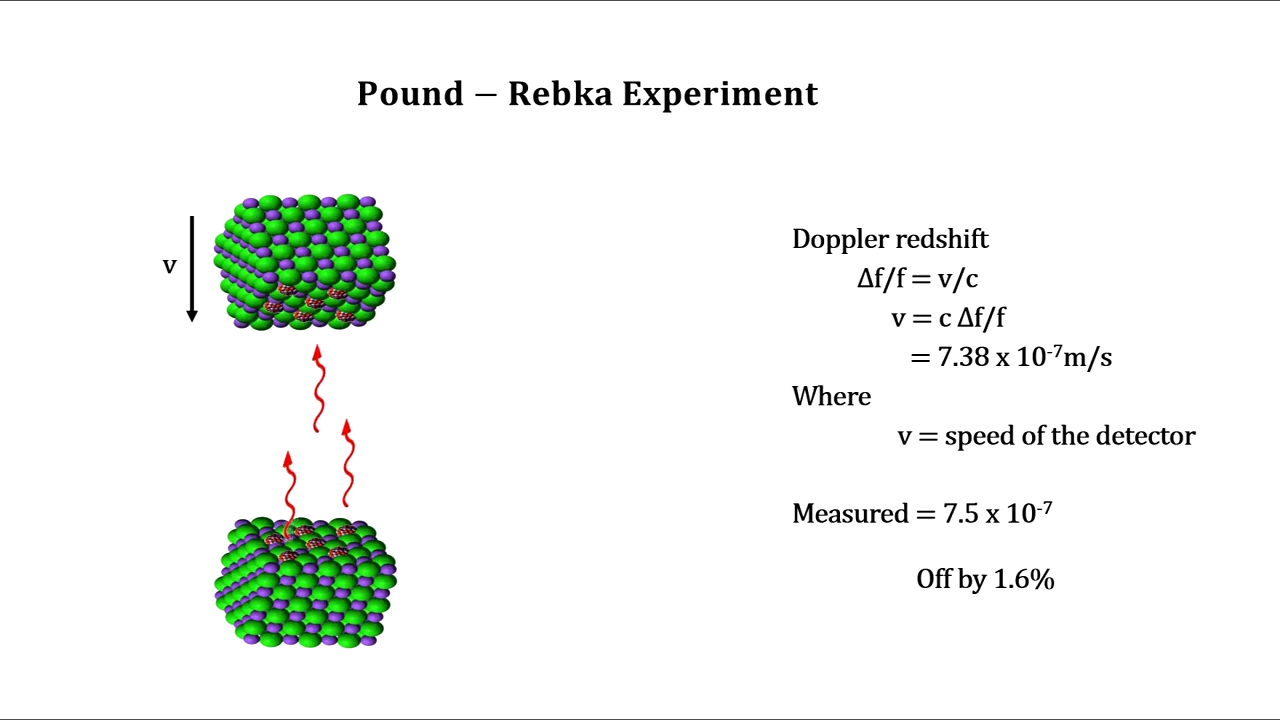 Pound – Rebka Experiment
v
Doppler redshift
Δf/f = v/c
v = c Δf/f
= 7.38 x 10⁻⁷m/s
Where
v = speed of the detector
Measured = 7.5 x 10⁻⁷
Off by 1.6%